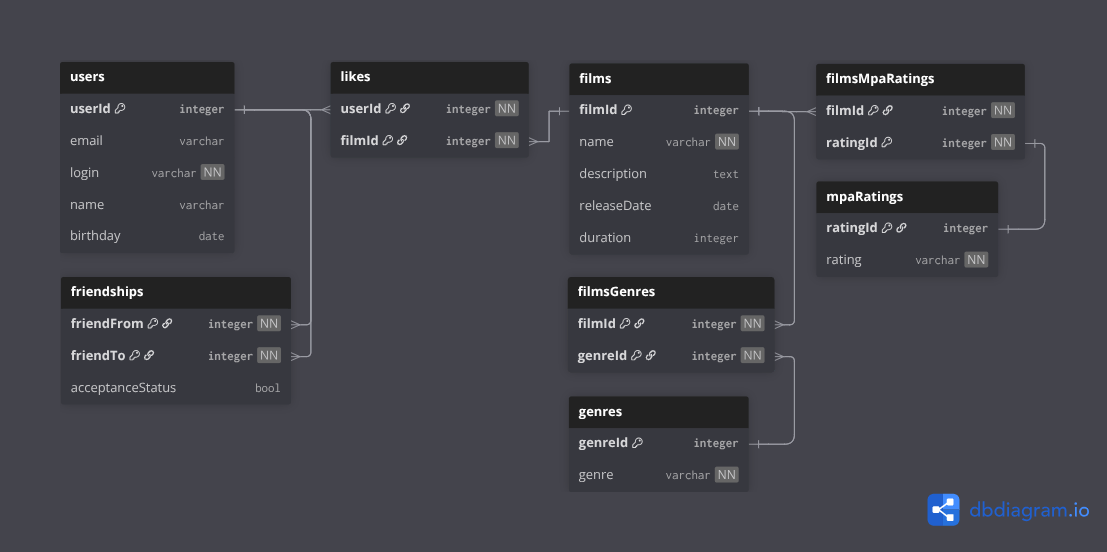 users
userId integer
email varchar
login varchar NN
name varchar
birthday date
friendships
friendFrom integer NN
friendTo integer NN
acceptanceStatus bool
likes
userId integer NN
filmId integer NN
films
filmId integer
name varchar NN
description text
releaseDate date
duration integer
filmsGenres
filmId integer NN
genreId integer NN
genres
genreId integer
genre varchar NN
filmsMpaRatings
filmId integer NN
ratingId integer NN
mpaRatings
ratingId integer
rating varchar NN
dbdiagram.io